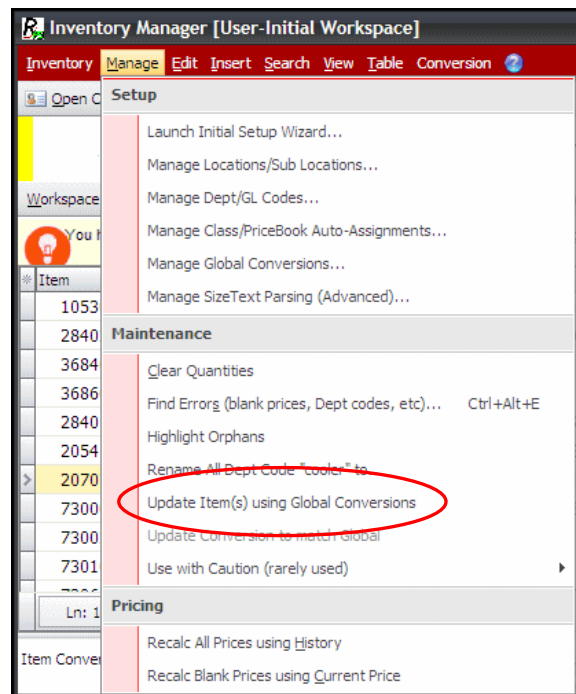 Inventory Manager [User-Initial Workspace]
Inventory Manage Edit Insert Search View Table Conversion
Open C
Setup
Launch Initial Setup Wizard...
Manage Locations/Sub Locations...
Workspace
Manage Dept/GL Codes...
You h
Manage Class/PriceBook Auto-Assignments...
Manage Global Conversions...
Item
Manage SizeText Parsing (Advanced)...
1053
2840
Maintenance
3684
Clear Quantities
3686
Find Errors (blank prices, Dept codes, etc)... Ctrl+Alt+E
2840
Highlight Orphans
2054
Rename All Dept Code "cooler" to
2070
Update Item(s) using Global Conversions
7300
7300
Update Conversion to match Global
7301
Use with Caution (rarely used)
Ln: 1
Pricing
Recalc All Prices using History
Item Conver
Recalc Blank Prices using Current Price